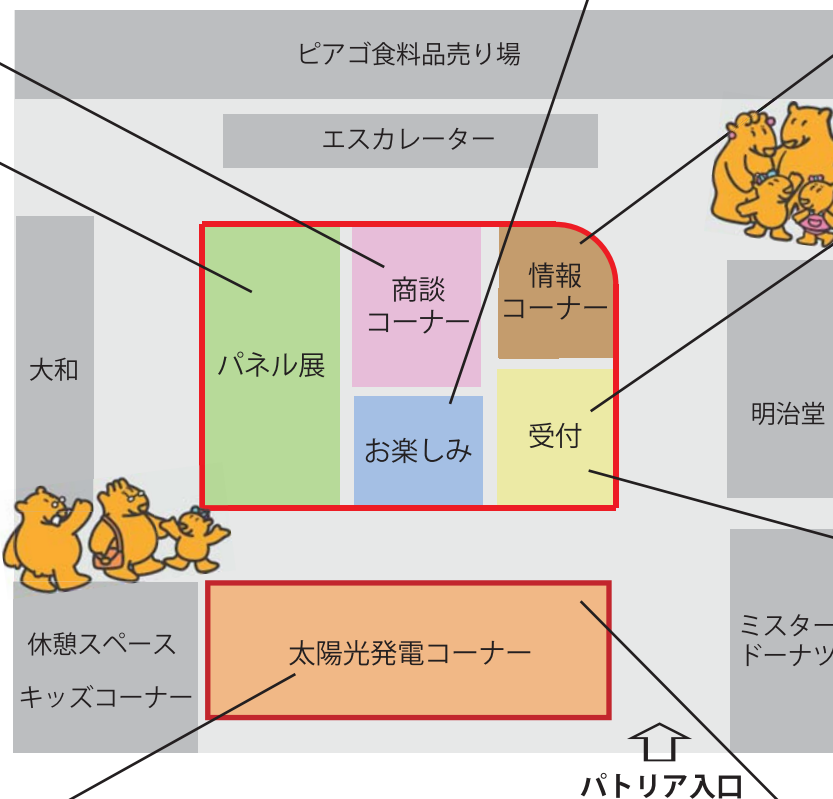 ピアゴ食料品売り場
エスカレーター
大和
パネル展
商談
コーナー
情報
コーナー
お楽しみ
受付
明治堂
休憩スペース
キッズコーナー
太陽光発電コーナー
ミスター
ドーナツ
パトリア入口